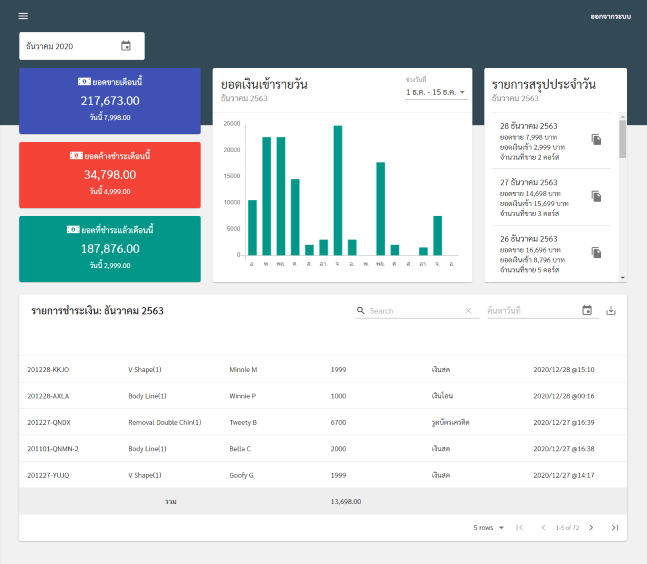 ออกจากระบบ
ธันวาคม 2020
ยอดขายเดือนนี้
217,673.00
วันนี้ 7,998.00
ยอดค้างชำระเดือนนี้
34,798.00
วันนี้ 4,999.00
ยอดที่ชำระแล้วเดือนนี้
187,876.00
วันนี้ 2,999.00
ยอดเงินเข้ารายวัน
ธันวาคม 2563
ช่วงวันที่
1 ธ.ค. - 15 ธ.ค.
25000
20000
15000
10000
5000
0
อ. พ. พฤ. ศ. ส. อา. จ. อ. พ. พฤ. ศ. ส. อา. จ. อ.
รายการสรุปประจำวัน
ธันวาคม 2563
28 ธันวาคม 2563
ยอดขาย 7,998 บาท
ยอดเงินเข้า 2,999 บาท
จำนวนที่ขาย 2 คอร์ส
27 ธันวาคม 2563
ยอดขาย 14,698 บาท
ยอดเงินเข้า 15,699 บาท
จำนวนที่ขาย 3 คอร์ส
26 ธันวาคม 2563
ยอดขาย 16,696 บาท
ยอดเงินเข้า 8,796 บาท
จำนวนที่ขาย 5 คอร์ส
รายการชำระเงิน: ธันวาคม 2563
Search
ค้นหาวันที่
201228-KKJO V Shape(1) Minnie M 1999 เงินสด 2020/12/28 @15:10
201228-AXLA Body Line(1) Winnie P 1000 เงินโอน 2020/12/28 @00:16
201227-QNDX Removal Double Chin(1) Tweety B 6700 รูดบัตรเครดิต 2020/12/27 @16:39
201101-QNMN-2 Body Line(1) Bella C 2000 เงินสด 2020/12/27 @16:38
201227-YUJQ V Shape(1) Goofy G 1999 เงินสด 2020/12/27 @14:17
รวม 13,698.00
5 rows 1-5 of 72